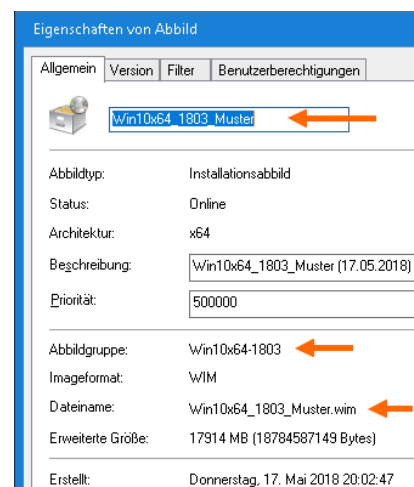 Eigenschaften von Abbild
Allgemein Version Filter Benutzerberechtigungen
Win10x64_1803_Muster
Abbildtyp: Installationsabbild
Status: Online
Architektur: x64
Beschreibung: Win10x64_1803_Muster (17.05.2018)
Priorität: 500000
Abbildgruppe: Win10x64-1803
Imageformat: WIM
Dateiname: Win10x64_1803_Muster.wim
Erweiterte Größe: 17914 MB (18784587149 Bytes)
Erstellt: Donnerstag, 17. Mai 2018 20:02:47